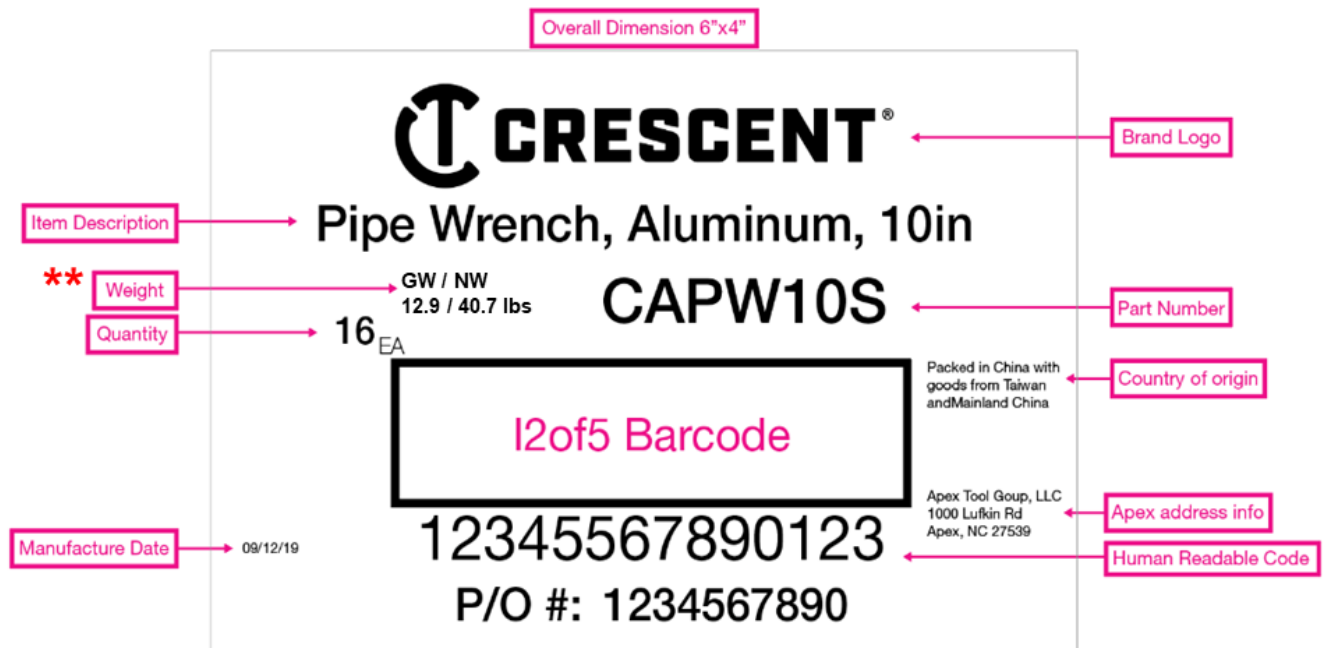 Overall Dimension 6"x4"
CRESCENT®
Brand Logo
Item Description
Pipe Wrench, Aluminum, 10in
** Weight
GW / NW
12.9 / 40.7 lbs
CAPW10S
Part Number
Quantity
16 EA
Packed in China with
goods from Taiwan
andMainland China
Country of origin
I2of5 Barcode
Apex Tool Goup, LLC
1000 Lufkin Rd
Apex, NC 27539
Apex address info
Manufacture Date
09/12/19
12345567890123
Human Readable Code
P/O #: 1234567890